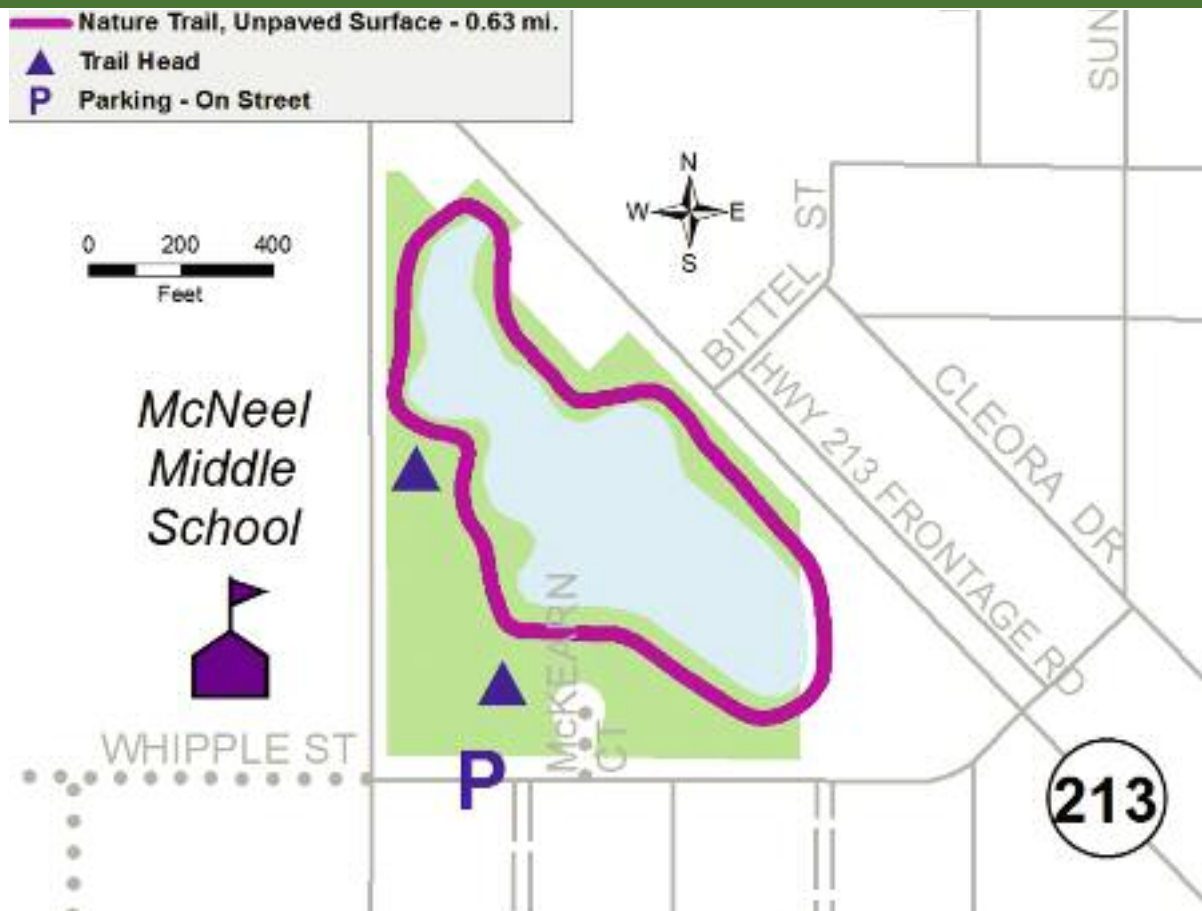 Nature Trail, Unpaved Surface - 0.63 mi.
Trail Head
P Parking - On Street
SUN
N
W E
S
0 200 400
Feet
BITTEL ST
McNeel
Middle
School
HWY 213 FRONTAGE RD
CLEORA DR
McKEARN
CT
WHIPPLE ST
P
213